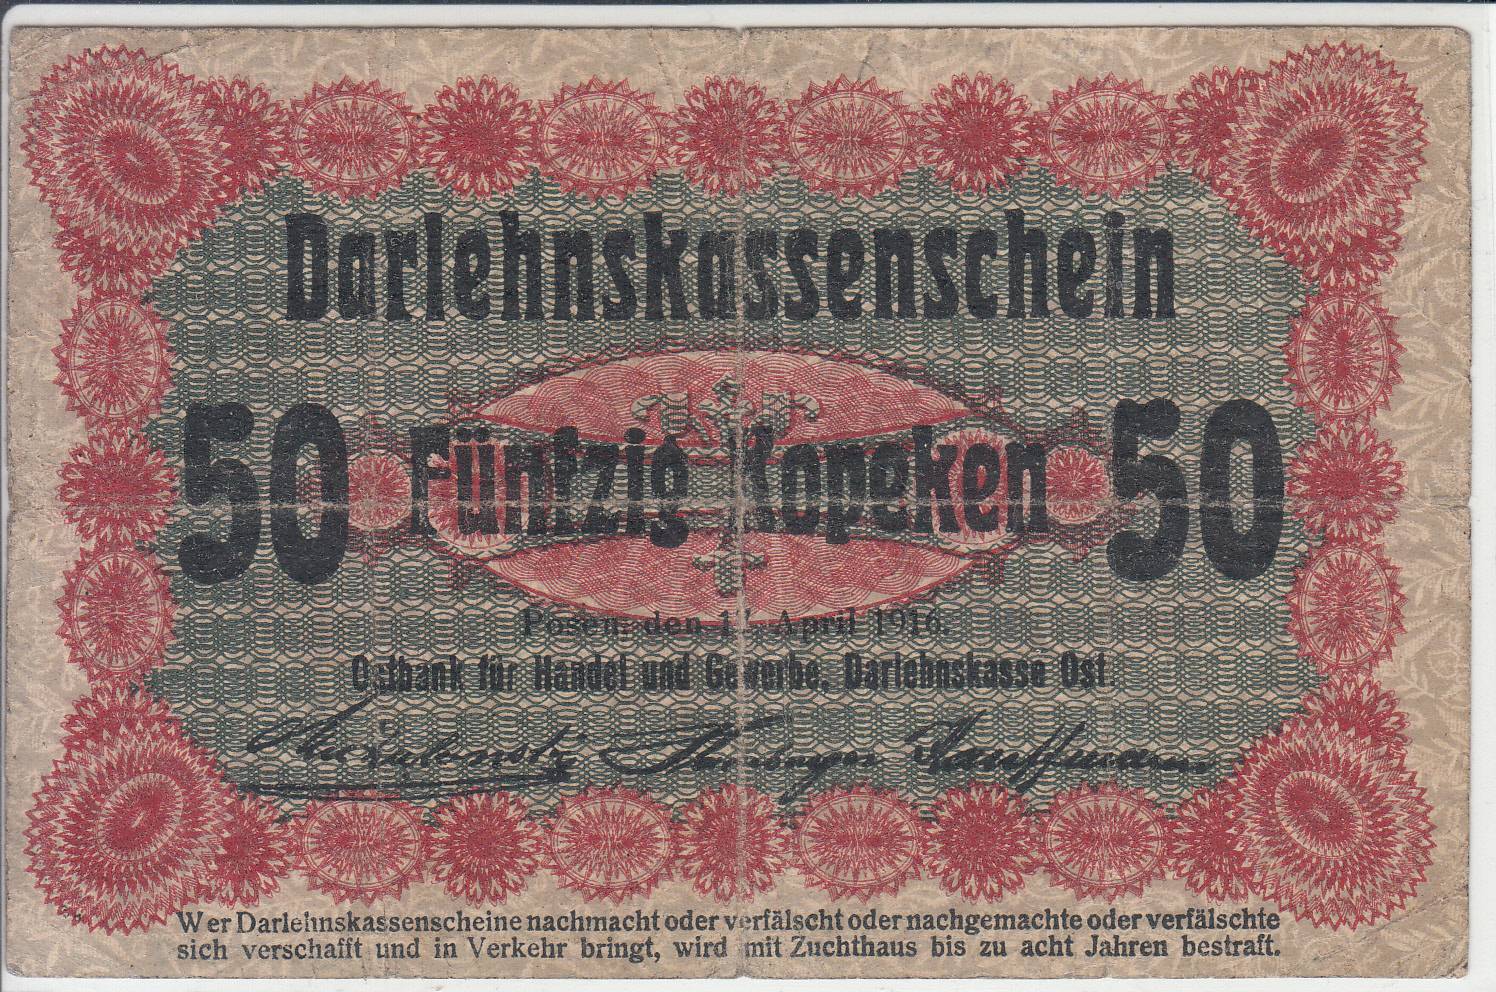 Darlehnskassenschein
50 Fünfzig Kopeken 50
Posen, den 17. April 1916.
Ostbank für Handel und Gewerbe, Darlehnskasse Ost.
Kauffmann
Wer Darlehnskassenscheine nachmacht oder verfälscht oder nachgemachte oder verfälschte
sich verschafft und in Verkehr bringt, wird mit Zuchthaus bis zu acht Jahren bestraft.